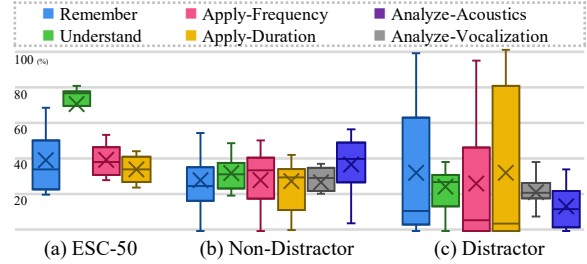 Remember Apply-Frequency Analyze-Acoustics
Understand Apply-Duration Analyze-Vocalization
100 (%)
80
60
40
20
(a) ESC-50 (b) Non-Distractor (c) Distractor